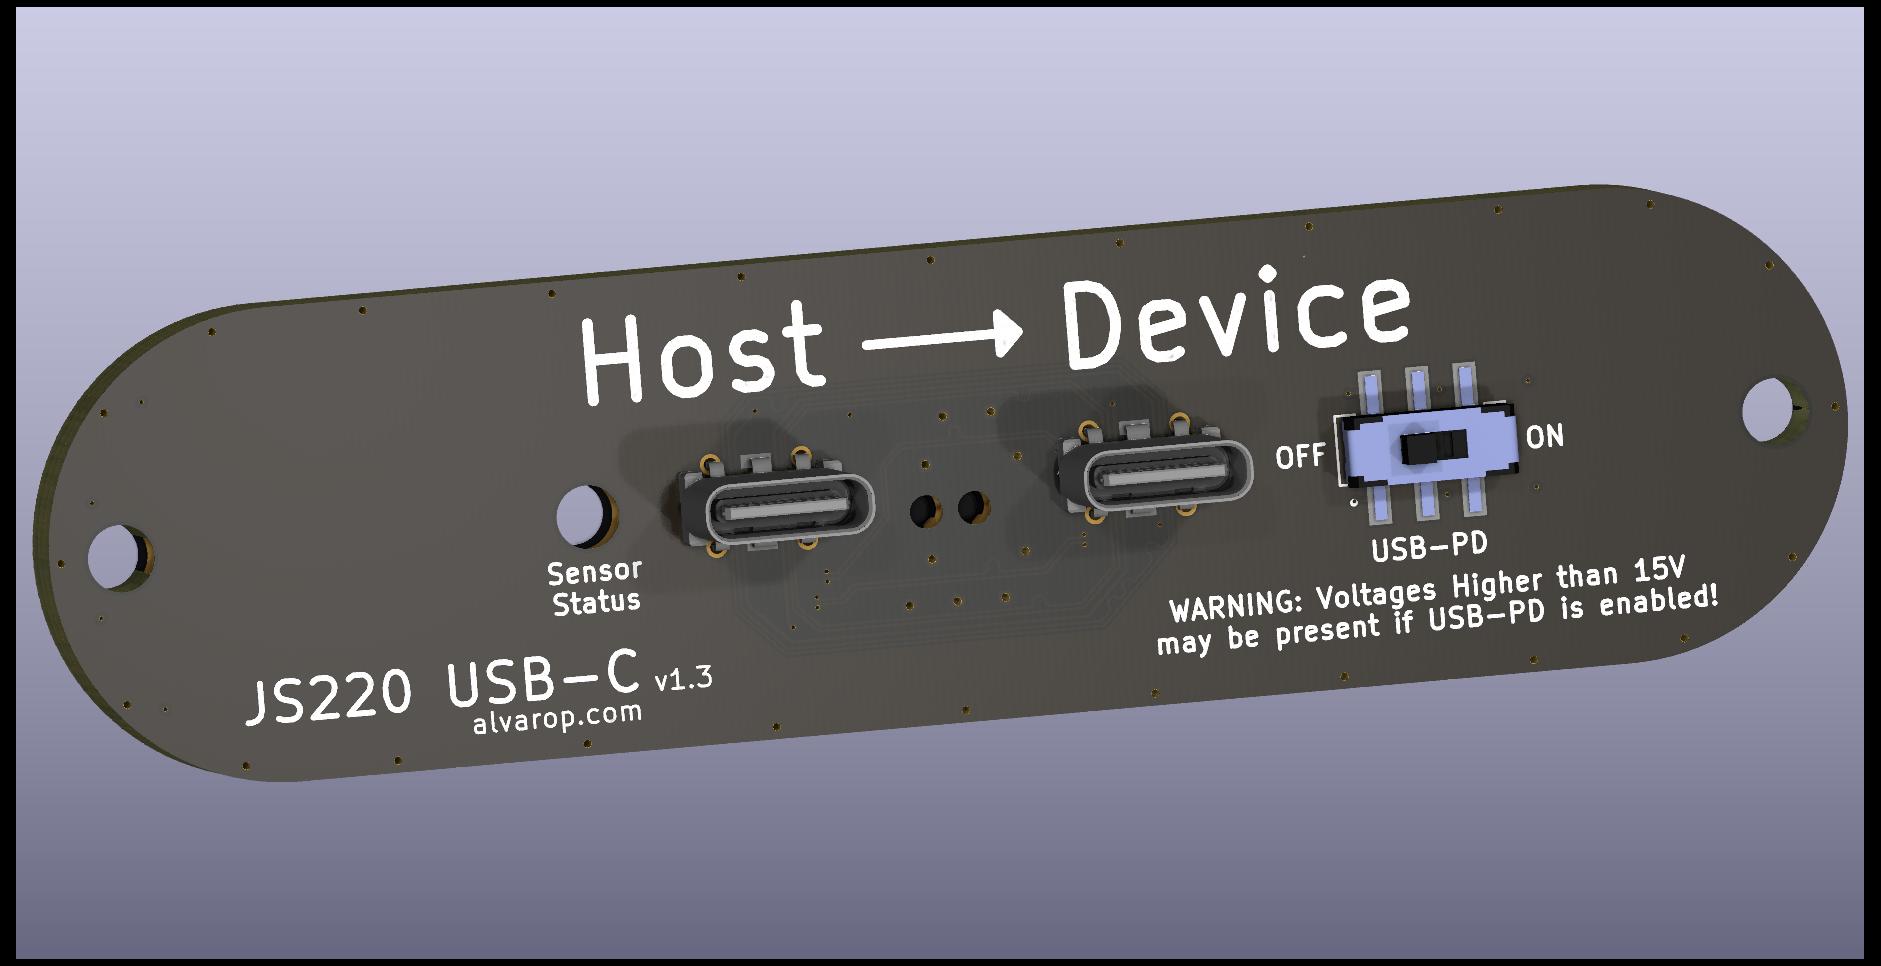 Host → Device
OFF
ON
Sensor
Status
USB-PD
WARNING: Voltages Higher than 15V
may be present if USB-PD is enabled!
JS220 USB-C v1.3
alvarop.com